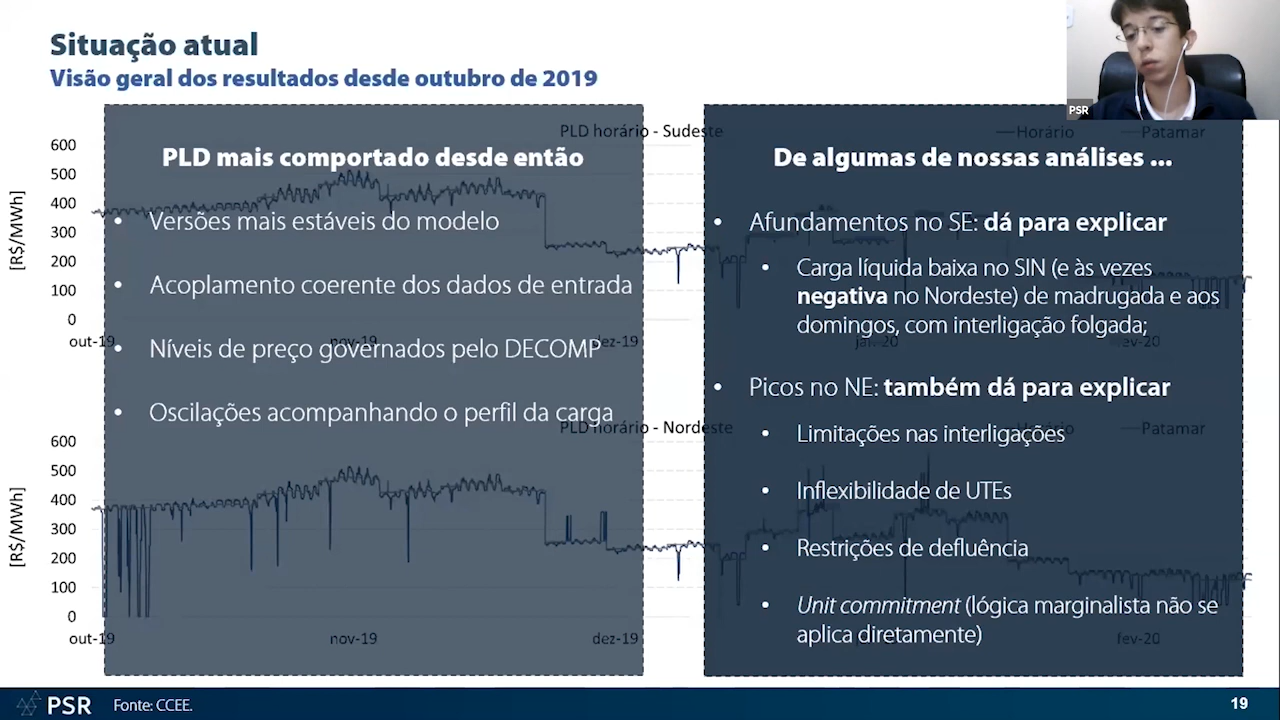 Situação atual
Visão geral dos resultados desde outubro de 2019
PSR
PLD horário - Sudeste
Horário
Patamar
[R$/MWh]
600
500
400
300
200
100
0
out-19
nov-19
dez-19
jan-20
fev-20
PLD mais comportado desde então
• Versões mais estáveis do modelo
• Acoplamento coerente dos dados de entrada
• Níveis de preço governados pelo DECOMP
• Oscilações acompanhando o perfil da carga
De algumas de nossas análises ...
• Afundamentos no SE: dá para explicar
• Carga líquida baixa no SIN (e às vezes
negativa no Nordeste) de madrugada e aos
domingos, com interligação folgada;
• Picos no NE: também dá para explicar
• Limitações nas interligações
• Inflexibilidade de UTEs
• Restrições de defluência
• Unit commitment (lógica marginalista não se
aplica diretamente)
PLD horário - Nordeste
Horário
Patamar
[R$/MWh]
600
500
400
300
200
100
0
out-19
nov-19
dez-19
fev-20
PSR
Fonte: CCEE.
19